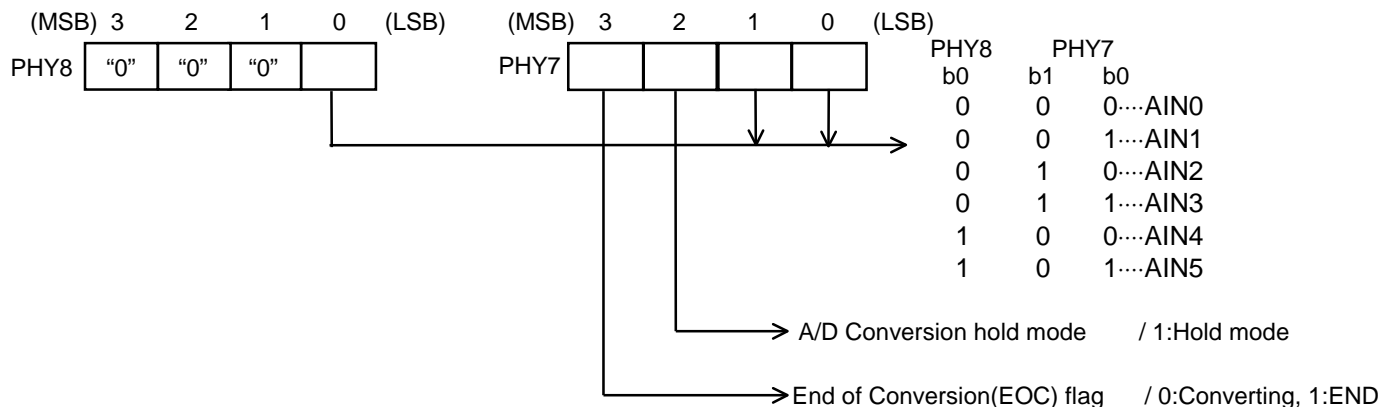 (MSB) 3 2 1 0 (LSB) (MSB) 3 2 1 0 (LSB)
PHY8 “0” “0” “0” PHY7
PHY8 PHY7
b0 b1 b0
0 0 0····AIN0
0 0 1····AIN1
0 1 0····AIN2
0 1 1····AIN3
1 0 0····AIN4
1 0 1····AIN5
A/D Conversion hold mode / 1:Hold mode
End of Conversion(EOC) flag / 0:Converting, 1:END